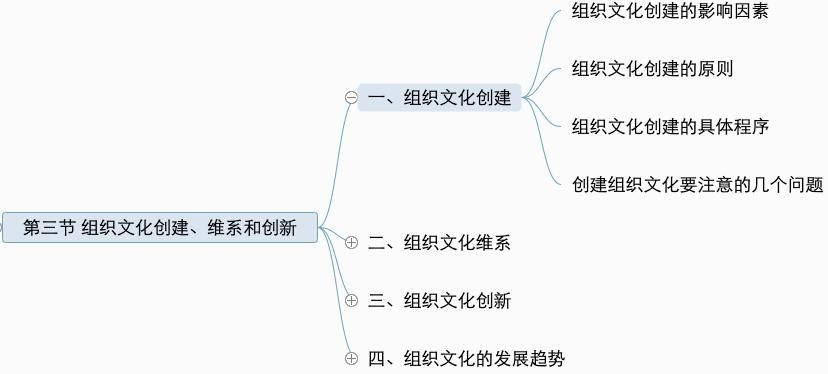 组织文化创建的影响因素
组织文化创建的原则
一、组织文化创建
组织文化创建的具体程序
创建组织文化要注意的几个问题
第三节 组织文化创建、维系和创新
二、组织文化维系
三、组织文化创新
四、组织文化的发展趋势